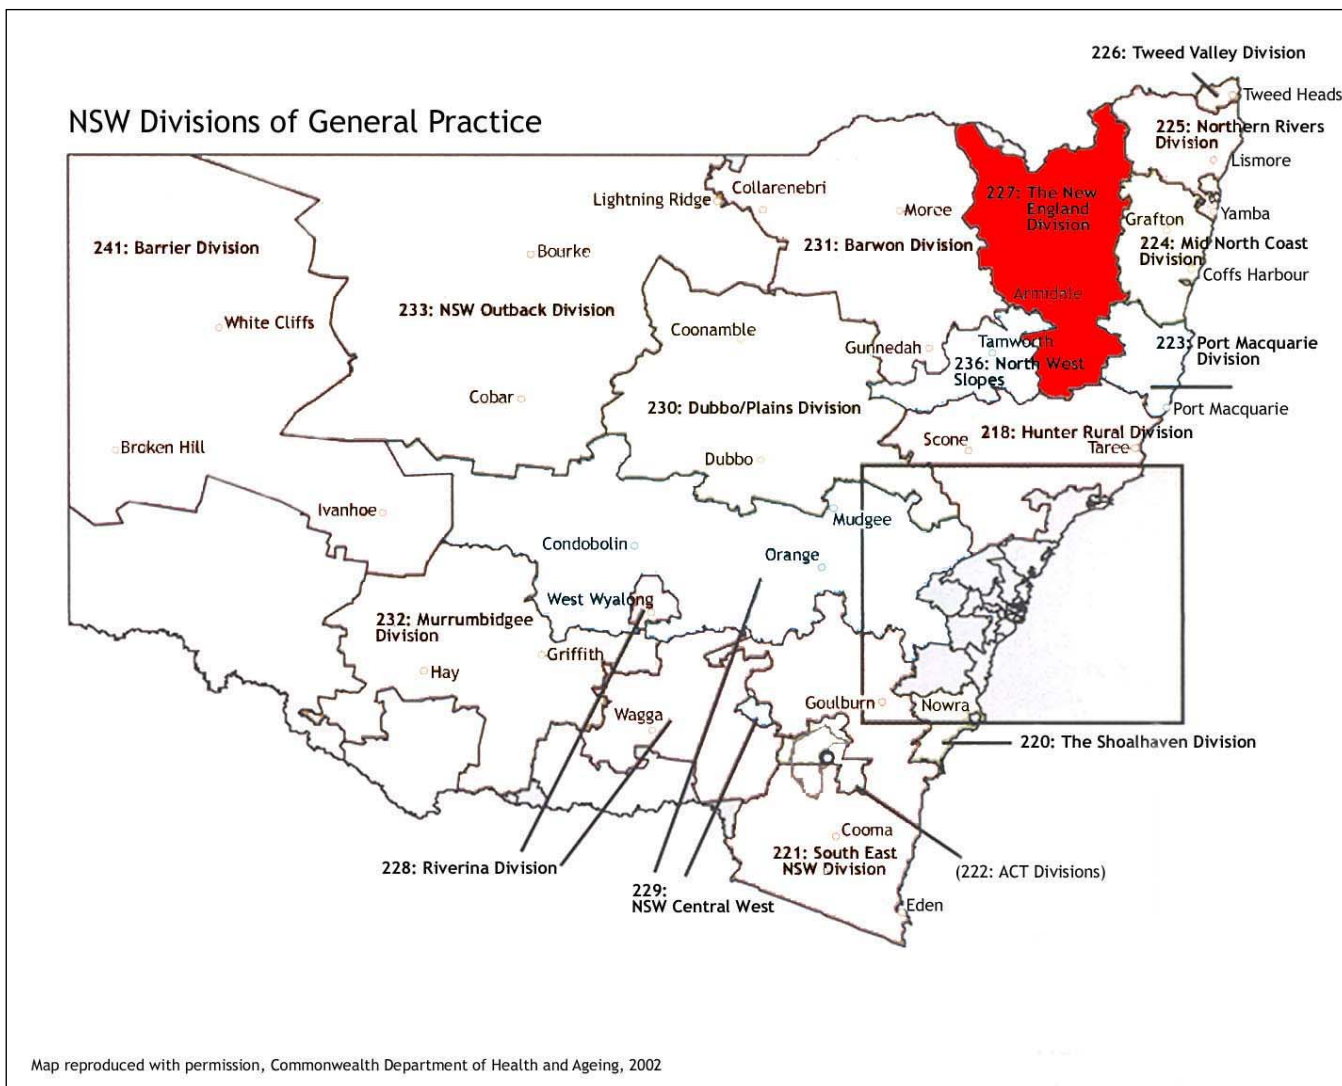 226: Tweed Valley Division
Tweed Heads
NSW Divisions of General Practice
225: Northern Rivers
Division
Lismore
Collarenebri
Lightning Ridge
227: The New
England
Division
Moree
Grafton
Yamba
241: Barrier Division
Bourke
231: Barwon Division
224: Mid North Coast
Division
Coffs Harbour
Armidale
233: NSW Outback Division
White Cliffs
Coonamble
Gunnedah
Tamworth
236: North West
Slopes
223: Port Macquarie
Division
Cobar
230: Dubbo/Plains Division
Port Macquarie
Broken Hill
Scone
218: Hunter Rural Division
Taree
Dubbo
Ivanhoe
Mudgee
Condobolin
Orange
West Wyalong
232: Murrumbidgee
Division
Griffith
Hay
Wagga
Goulburn
Nowra
220: The Shoalhaven Division
Cooma
221: South East
NSW Division
228: Riverina Division
(222: ACT Divisions)
229:
NSW Central West
Eden
Map reproduced with permission, Commonwealth Department of Health and Ageing, 2002